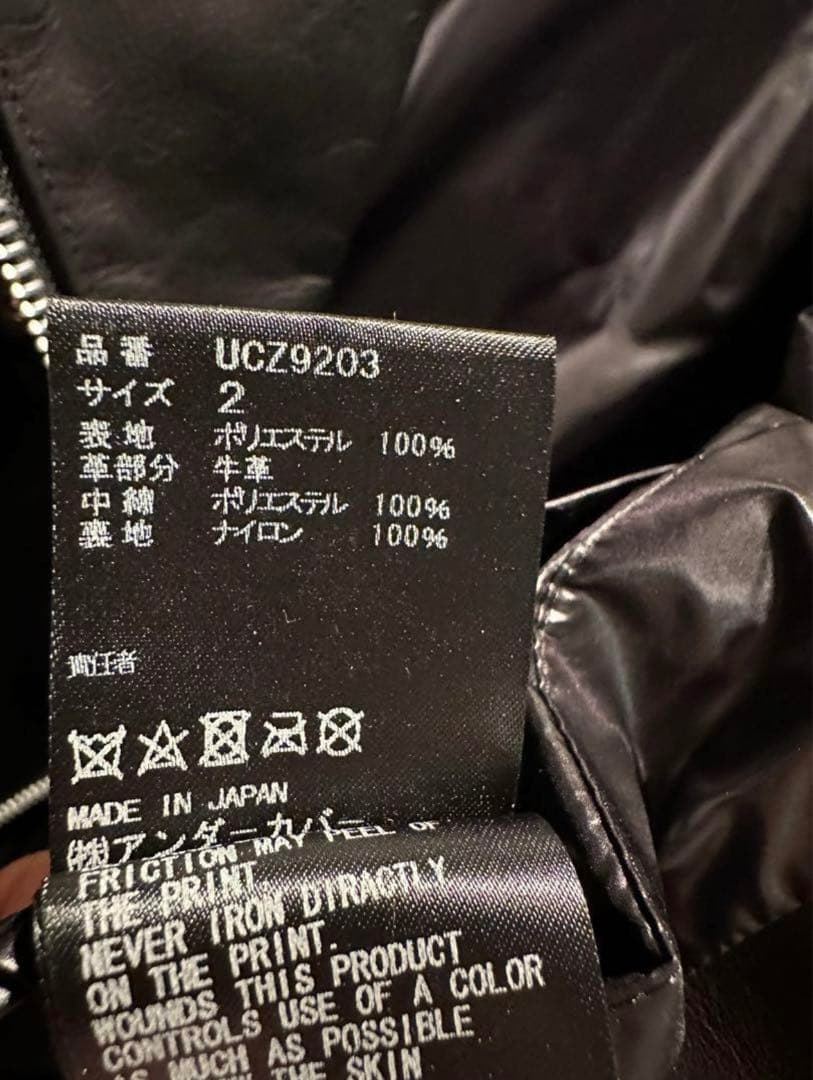 品番 UCZ9203
サイズ 2
表地 ポリエステル 100%
革部分 牛革
中綿 ポリエステル 100%
裏地 ナイロン 100%
責任者
MADE IN JAPAN
(株)アンダーカバー
FRICTION MAY PEEL OF
THE PRINT.
NEVER IRON DIRACTLY
ON THE PRINT.
WOUNDS THIS PRODUCT
CONTROLS USE OF A COLOR
AS MUCH AS POSSIBLE
THE SKIN